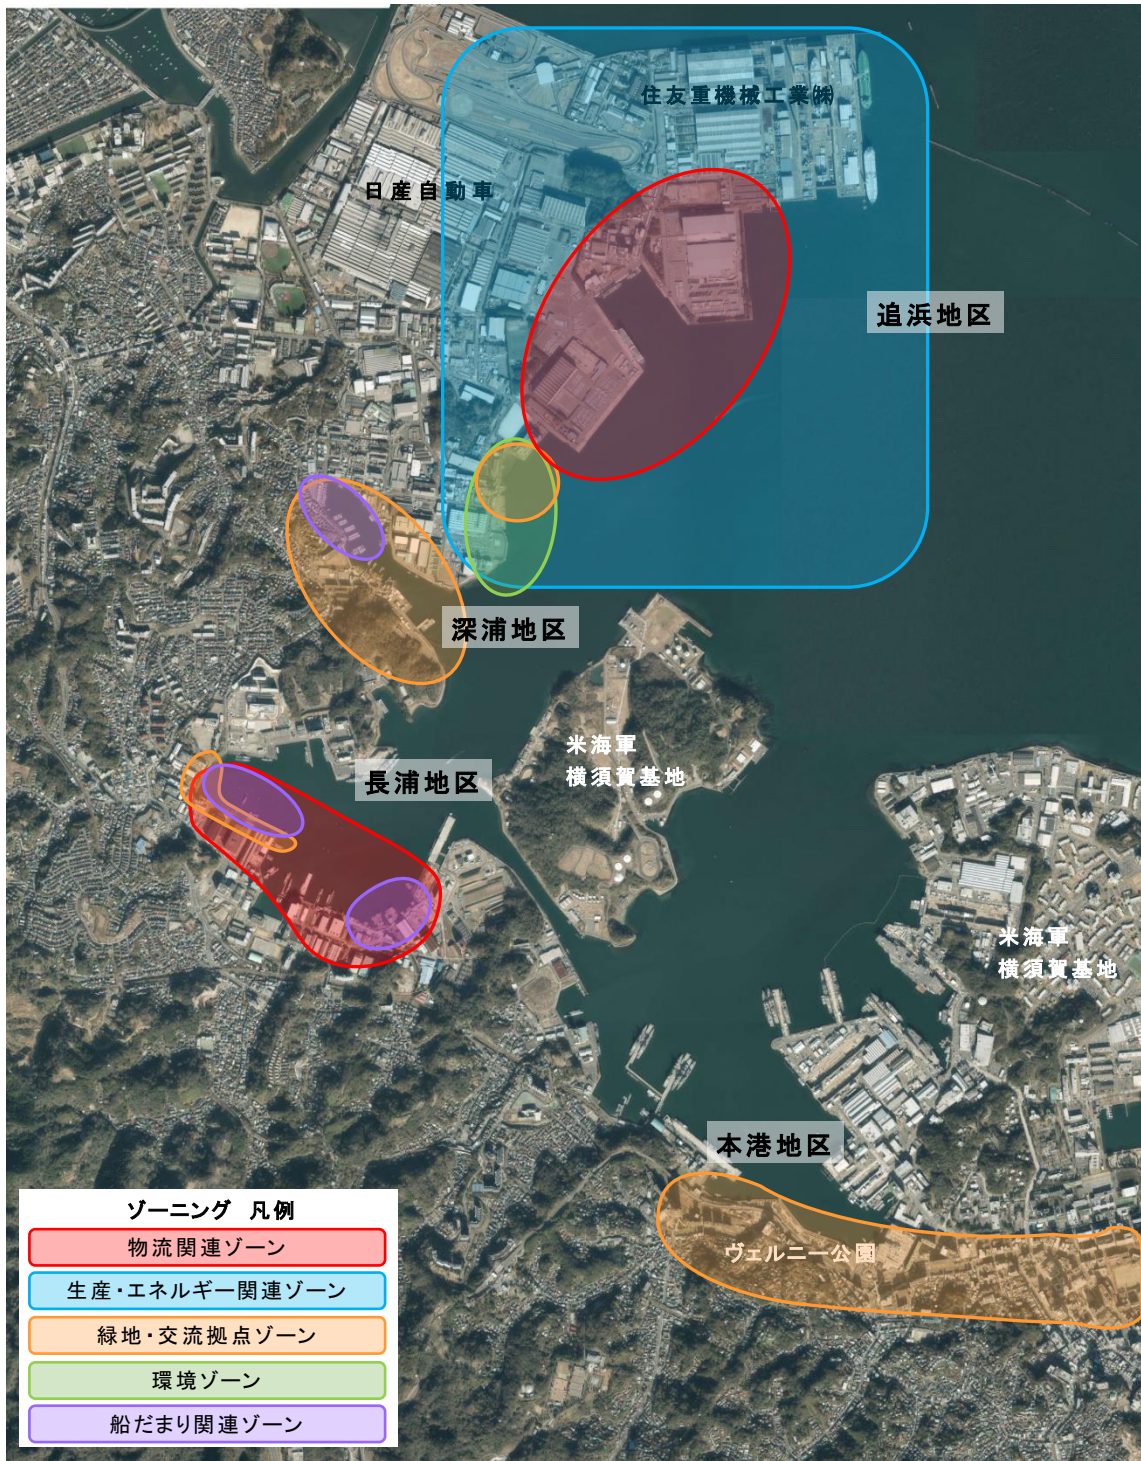 住友重機械工業㈱
日産自動車
追浜地区
深浦地区
米海軍
横須賀基地
長浦地区
米海軍
横須賀基地
本港地区
ヴェルニー公園
ゾーニング 凡例
物流関連ゾーン
生産・エネルギー関連ゾーン
緑地・交流拠点ゾーン
環境ゾーン
船だまり関連ゾーン